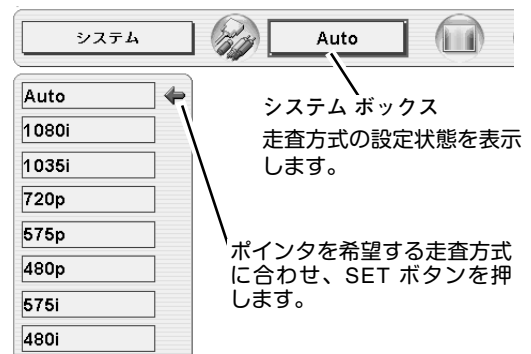 システム
Auto
Auto
1080i
1035i
720p
575p
480p
575i
480i
システム ボックス
走査方式の設定状態を表示
します。
ポインタを希望する走査方式
に合わせ、SET ボタンを押
します。